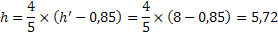 h = 4/5 × (h′ − 0,85) = 4/5 × (8 − 0,85) = 5,72